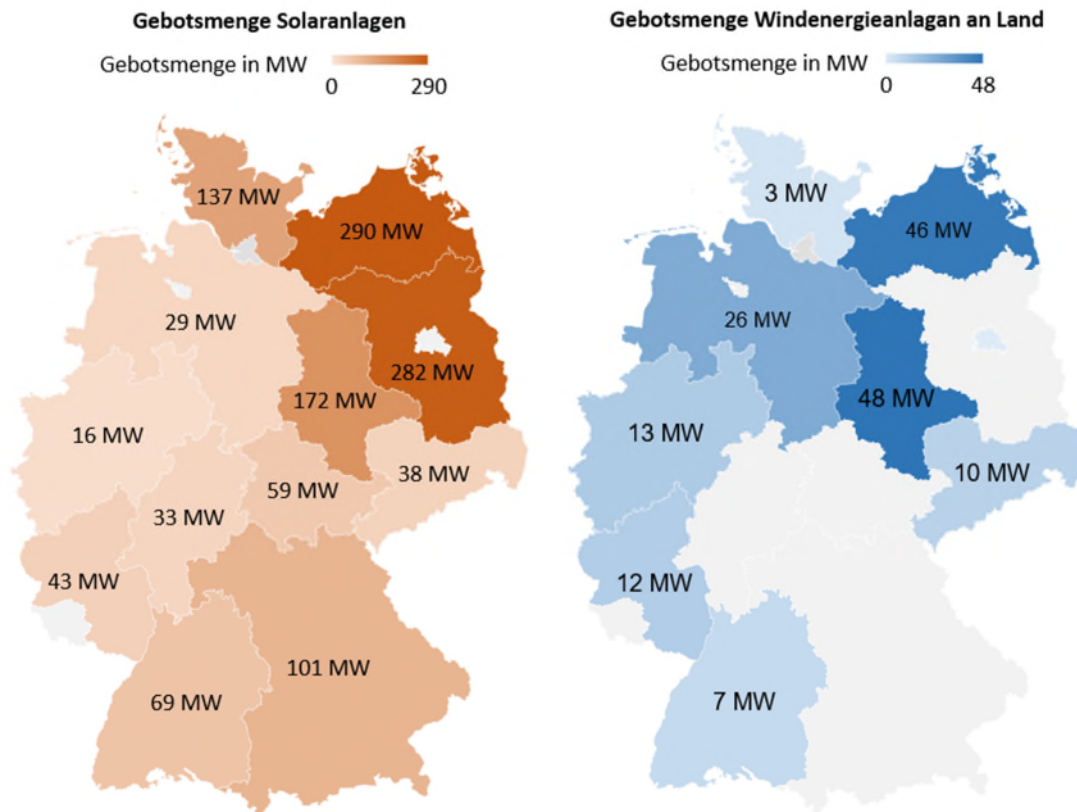 Gebotsmenge Solaranlagen
Gebotsmenge in MW
0 290
137 MW
290 MW
29 MW
282 MW
172 MW
16 MW
38 MW
59 MW
33 MW
43 MW
101 MW
69 MW
Gebotsmenge Windenergieanlagan an Land
Gebotsmenge in MW
0 48
3 MW
46 MW
26 MW
48 MW
13 MW
10 MW
12 MW
7 MW